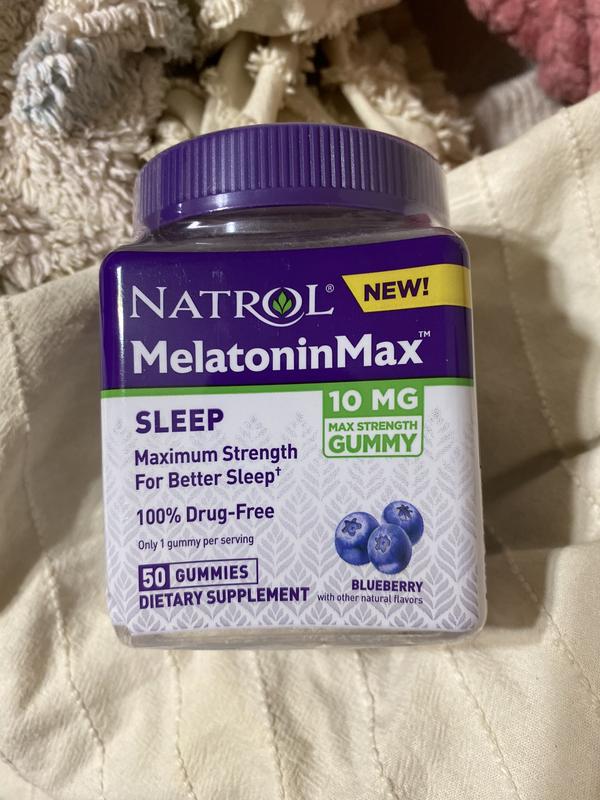 NATROL®
NEW!
MelatoninMax™
SLEEP
10 MG
MAX STRENGTH
GUMMY
Maximum Strength
For Better Sleep†
100% Drug-Free
Only 1 gummy per serving
50 GUMMIES
DIETARY SUPPLEMENT
BLUEBERRY
with other natural flavors